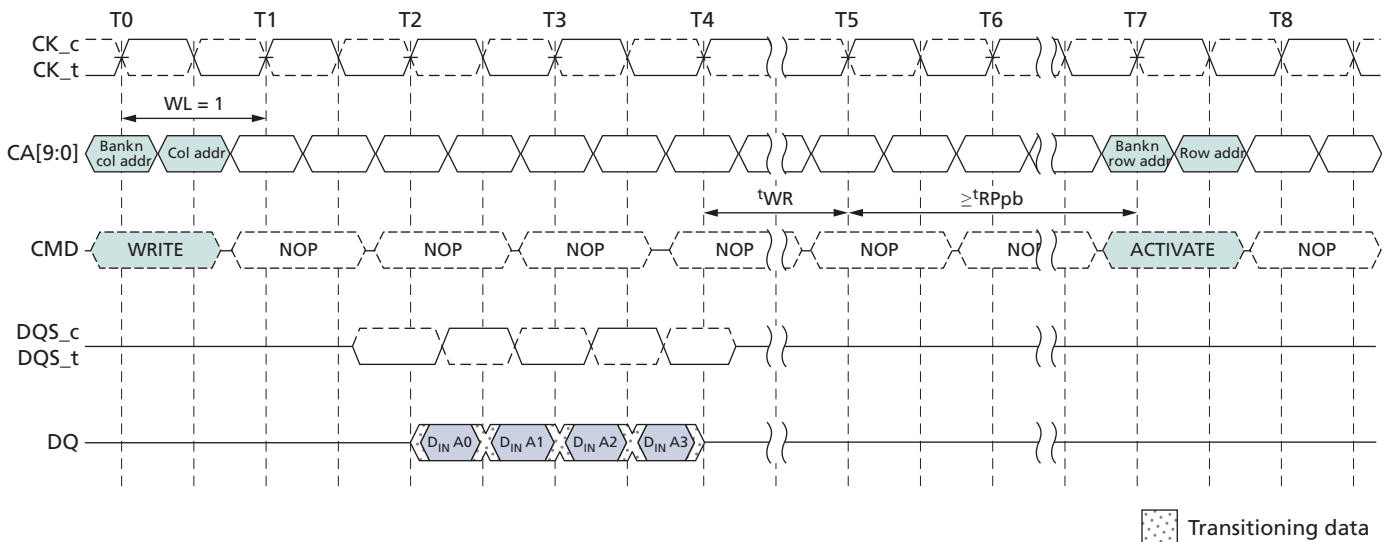 T0 T1 T2 T3 T4 T5 T6 T7 T8
CK_c
CK_t
WL = 1
CA[9:0]
Bankn
col addr
Col addr
Bankn
row addr
Row addr
tWR
≥tRPpb
CMD
WRITE NOP NOP NOP NOP NOP NOP ACTIVATE NOP
DQS_c
DQS_t
DQ
DIN A0 DIN A1 DIN A2 DIN A3
Transitioning data